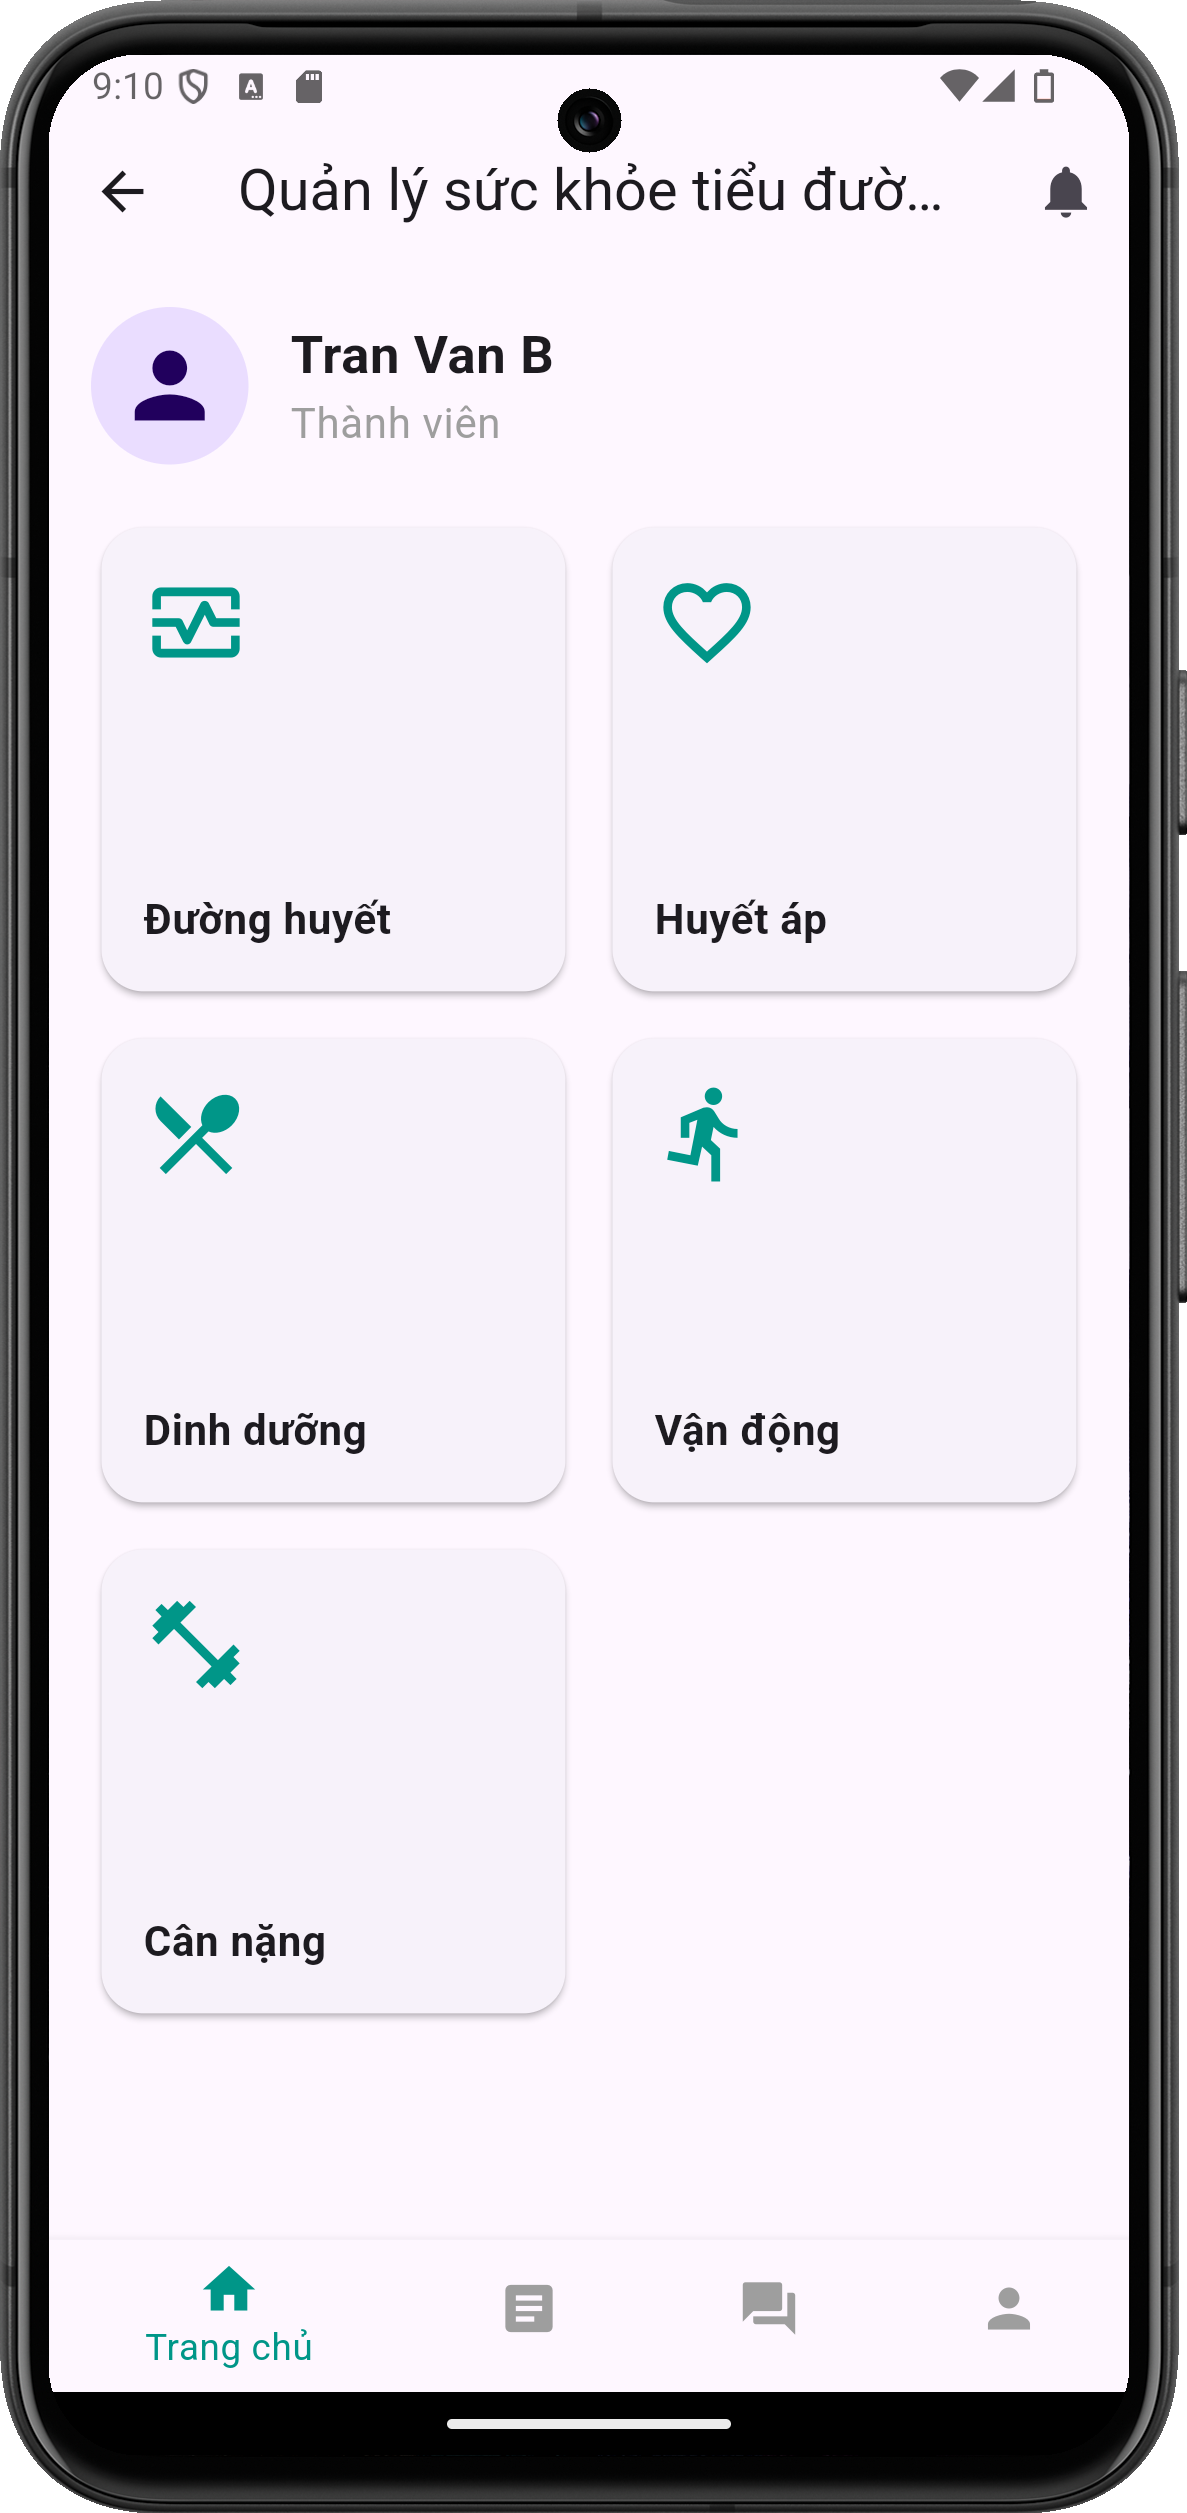 9:10
Quản lý sức khỏe tiểu đườ...
Tran Van B
Thành viên
Đường huyết
Huyết áp
Dinh dưỡng
Vận động
Cân nặng
Trang chủ